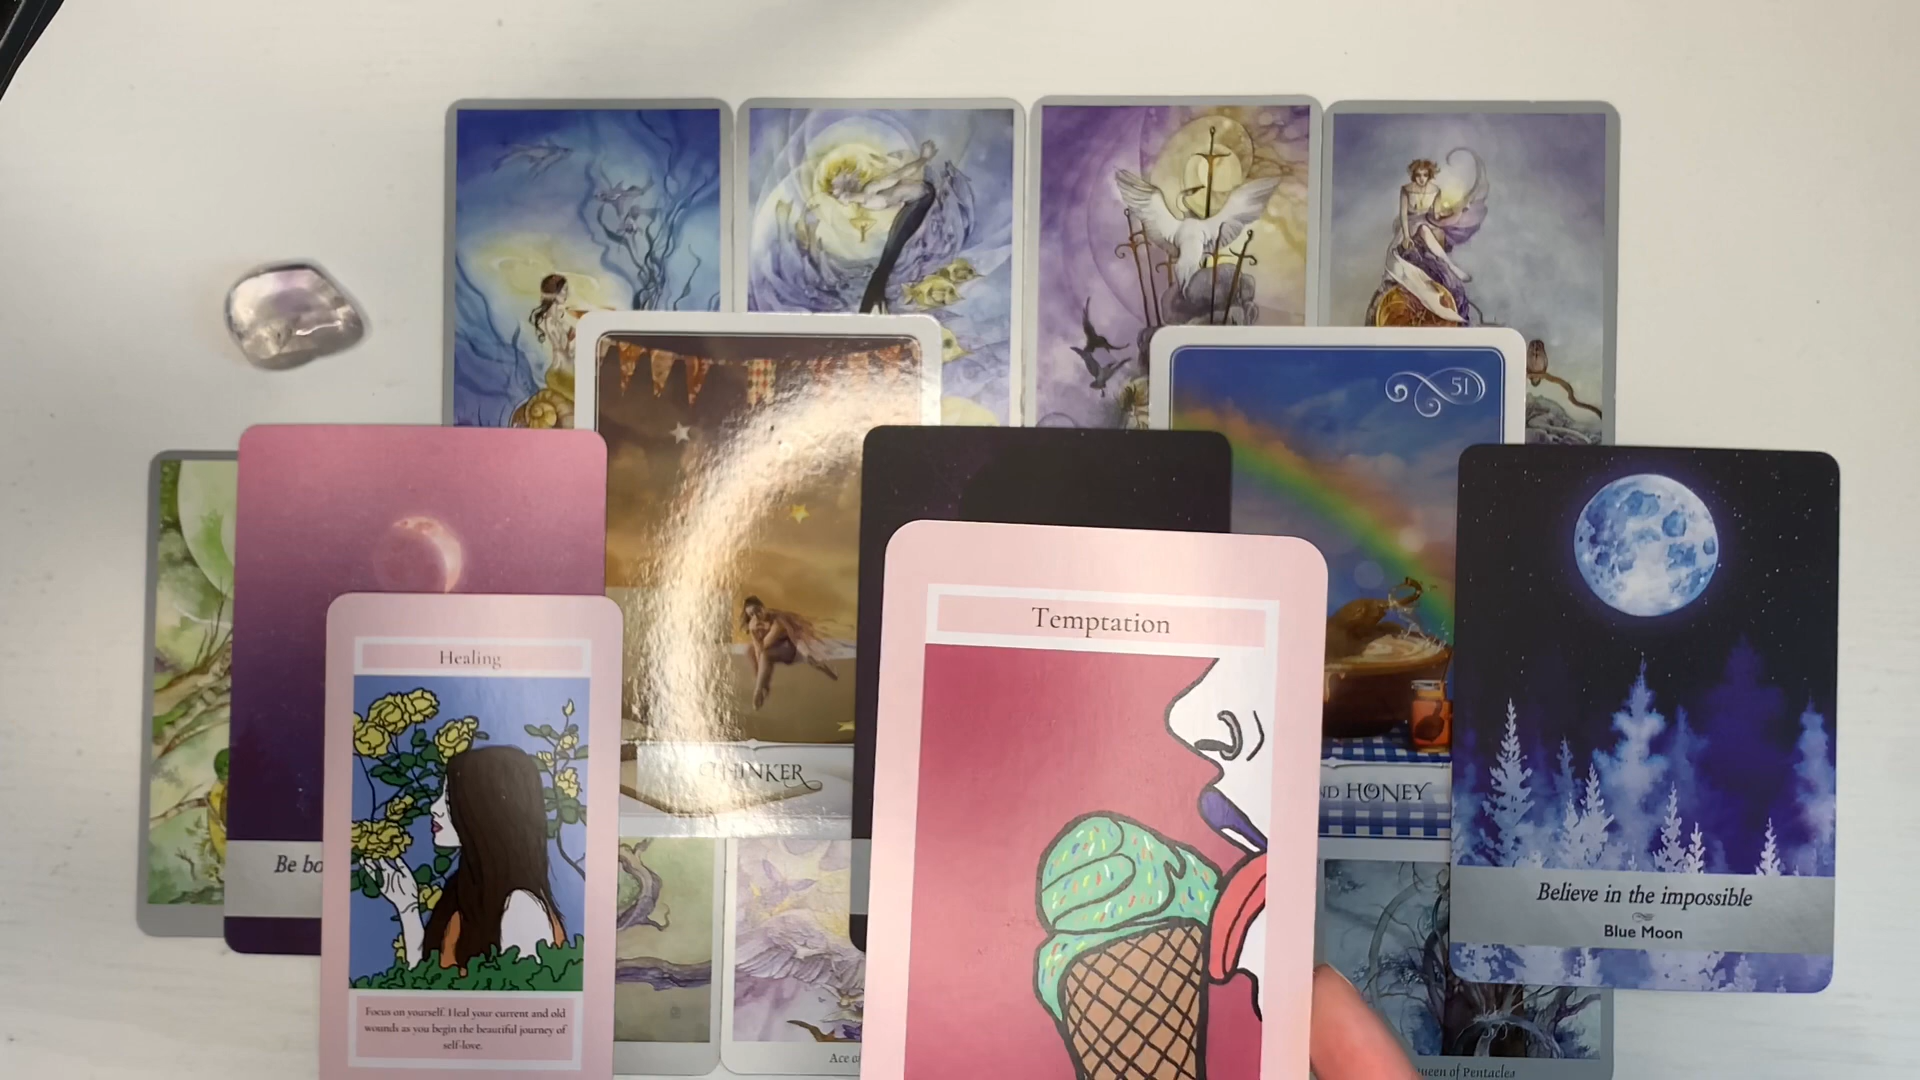 51
Temptation
Healing
THINKER
ND HONEY
Be bo
Believe in the impossible
Blue Moon
Focus on yourself. Heal your current and old
wounds as you begin the beautiful journey of
self-love.
Ace o
ueen of Pentacles